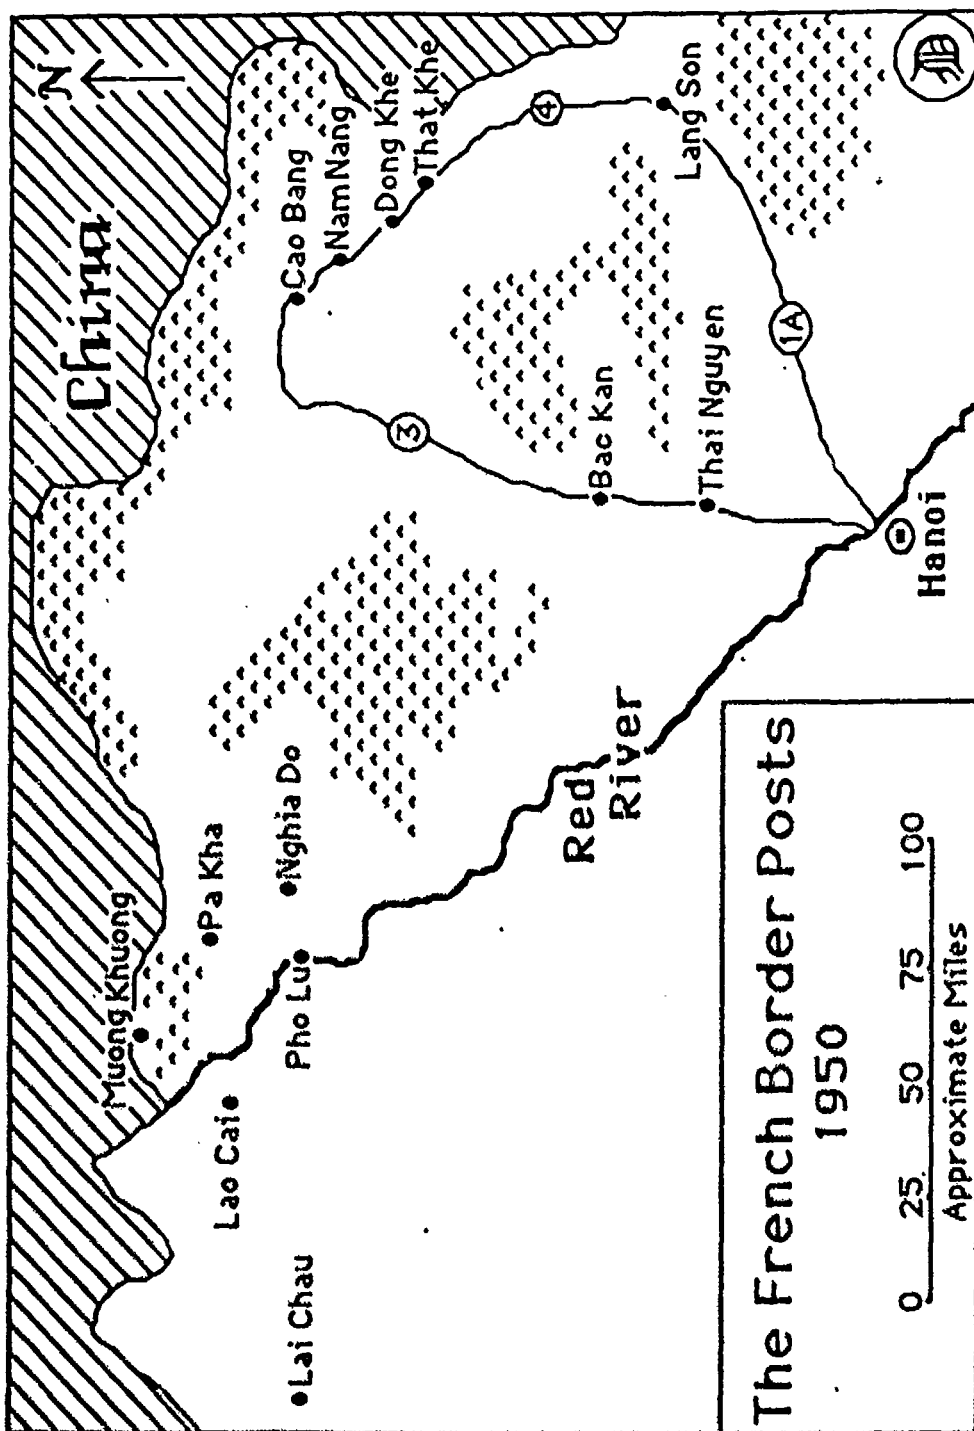 N
China
Cao Bang
Nam Nang
Dong Khe
That Khe
4
Lang Son
3
Bac Kan
Thai Nguyen
1A
Hanoi
Muong Khuong
Pa Kha
Nghia Do
Pho Lu
Lao Cai
Lai Chau
Red
River
The French Border Posts
1950
0 25 50 75 100
Approximate Miles